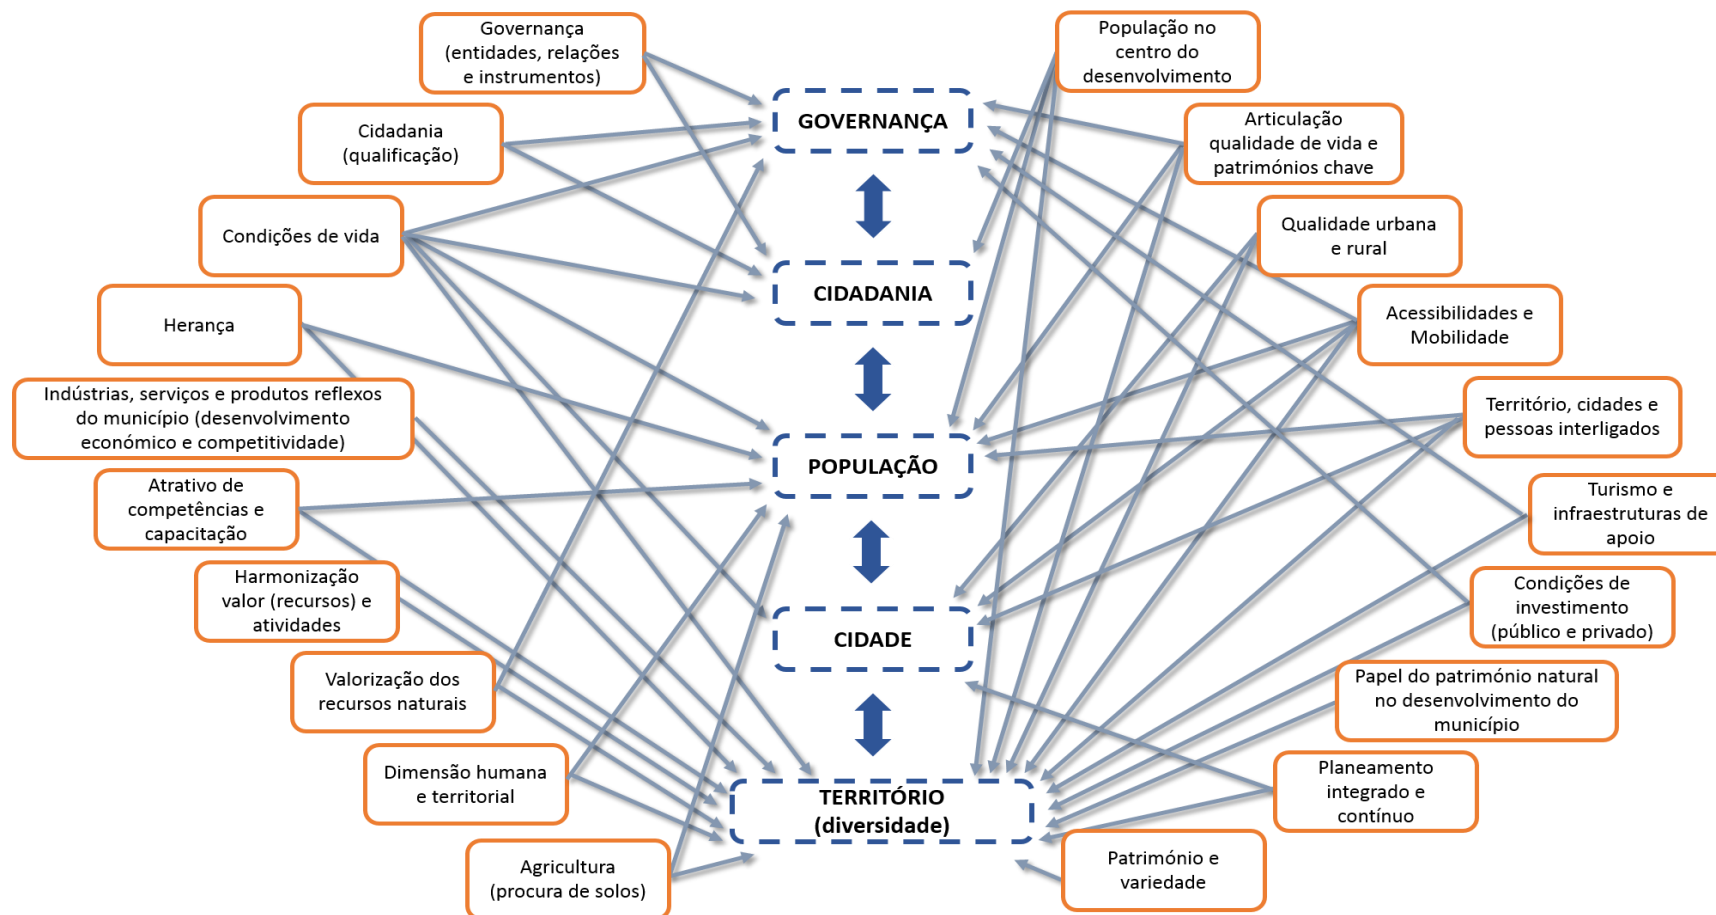 Governança
(entidades, relações
e instrumentos)
Cidadania
(qualificação)
Condições de vida
Herança
Indústrias, serviços e produtos reflexos
do município (desenvolvimento
económico e competitividade)
Atrativo de
competências e
capacitação
Harmonização
valor (recursos) e
atividades
Valorização dos
recursos naturais
Dimensão humana
e territorial
Agricultura
(procura de solos)
GOVERNANÇA
CIDADANIA
POPULAÇÃO
CIDADE
TERRITÓRIO
(diversidade)
População no
centro do
desenvolvimento
Articulação
qualidade de vida e
patrimónios chave
Qualidade urbana
e rural
Acessibilidades e
Mobilidade
Território, cidades e
pessoas interligados
Turismo e
infraestruturas de
apoio
Condições de
investimento
(público e privado)
Papel do património natural
no desenvolvimento do
município
Planeamento
integrado e
contínuo
Património e
variedade